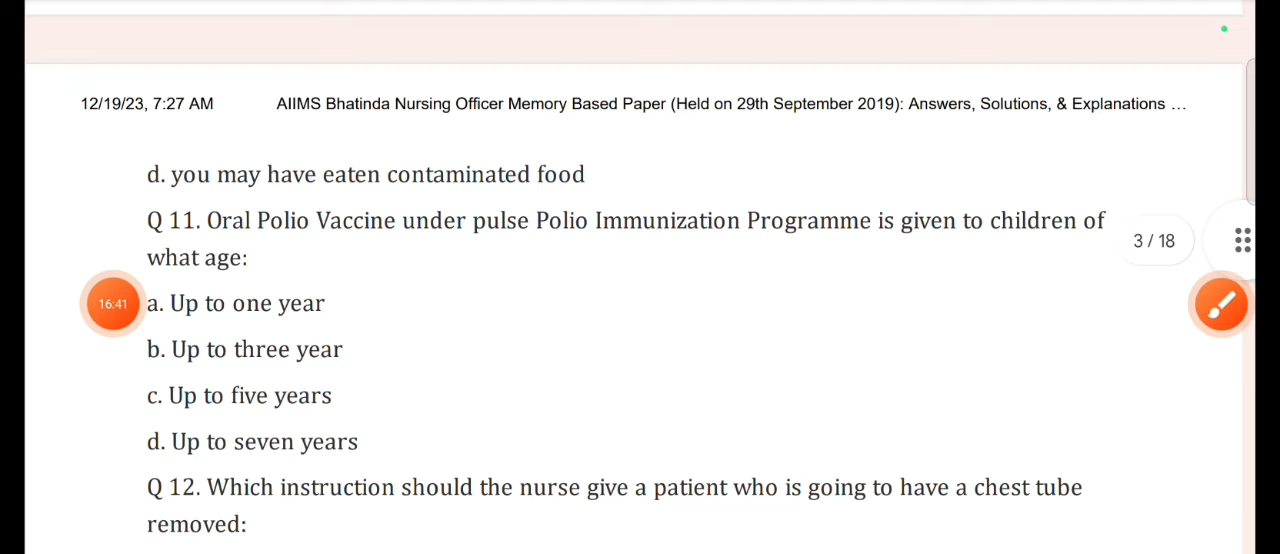 12/19/23, 7:27 AM AIIMS Bhatinda Nursing Officer Memory Based Paper (Held on 29th September 2019): Answers, Solutions, & Explanations ...
d. you may have eaten contaminated food
Q 11. Oral Polio Vaccine under pulse Polio Immunization Programme is given to children of
what age:
3 / 18
16:41
a. Up to one year
b. Up to three year
c. Up to five years
d. Up to seven years
Q 12. Which instruction should the nurse give a patient who is going to have a chest tube
removed: